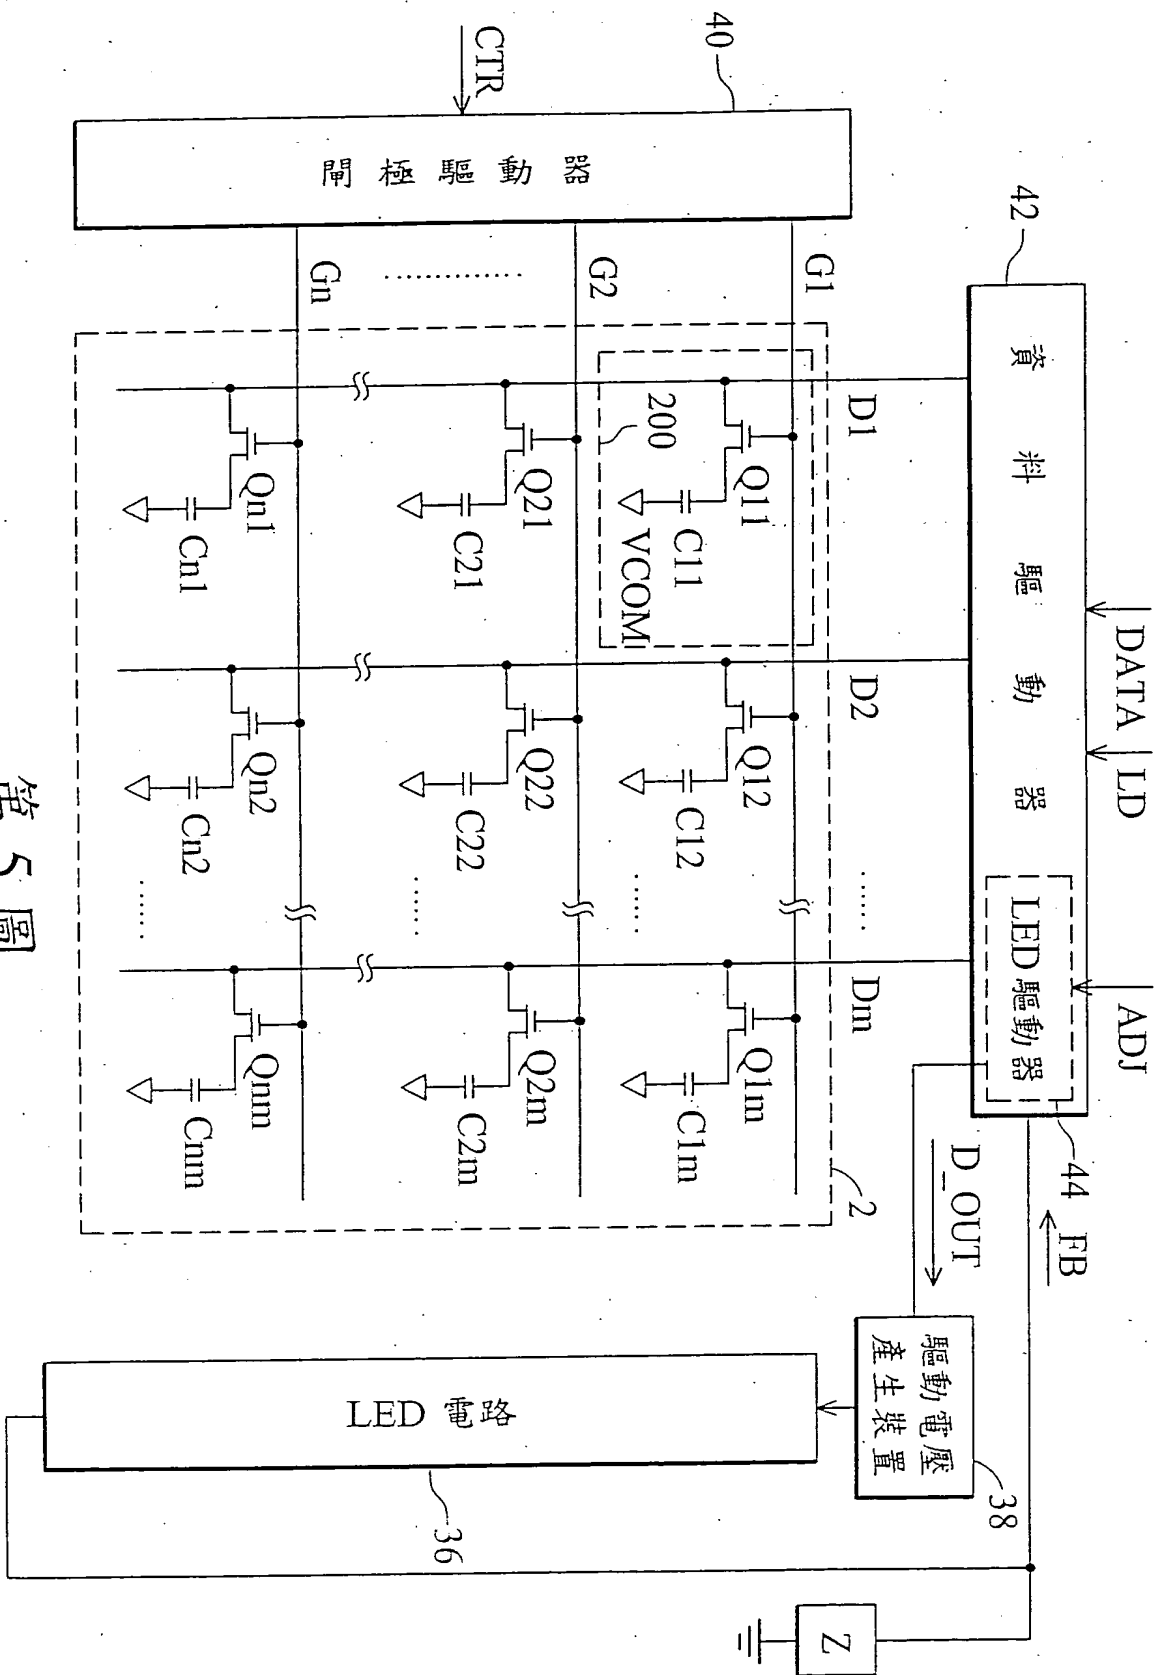 DATA
LD
ADJ
42
資料驅動器
LED驅動器
44
FB
D_OUT
驅動電壓
產生裝置
38
D1
D2
......
Dm
2
40
CTR
閘極驅動器
G1
G2
..............
Gn
Q11
C11
VCOM
200
Q12
C12
......
Q1m
C1m
Q21
C21
Q22
C22
......
Q2m
C2m
Qn1
Cn1
Qn2
Cn2
......
Qnm
Cnm
LED 電路
36
Z
第 5 圖